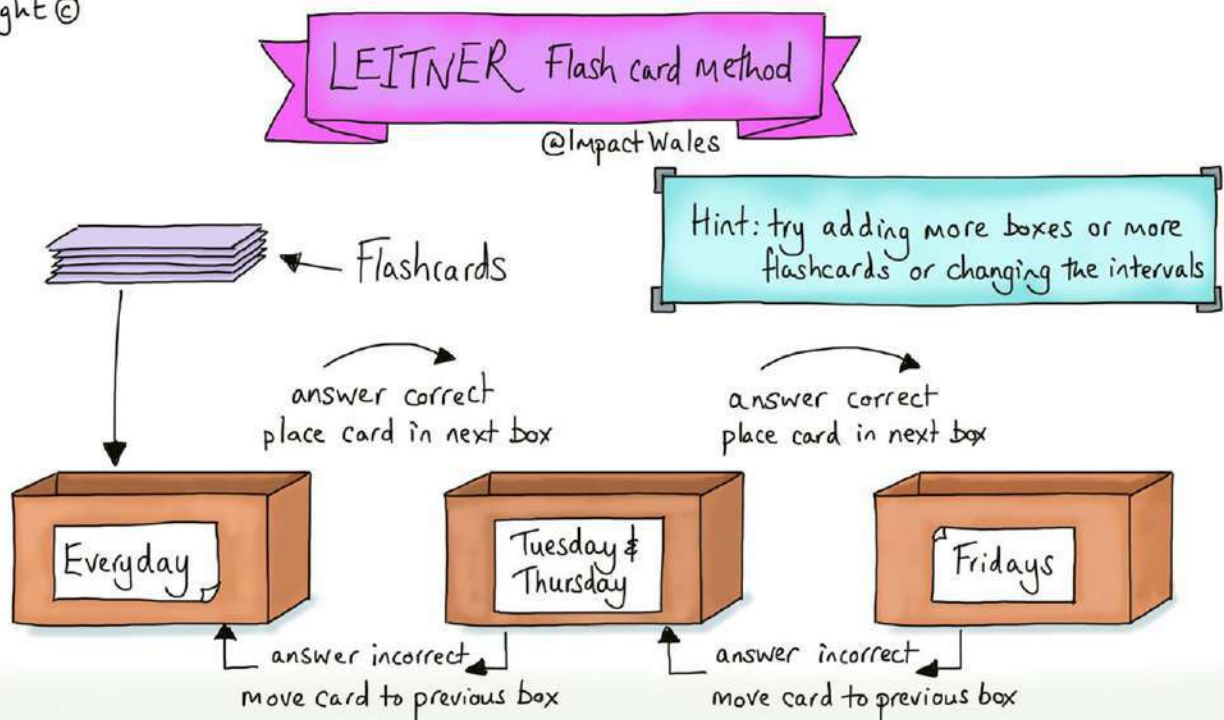 ©
LEITNER Flash card method
@ImpactWales
Hint: try adding more boxes or more
flashcards or changing the intervals
Flashcards
answer correct
place card in next box
answer correct
place card in next box
Everyday
Tuesday &
Thursday
Fridays
answer incorrect
move card to previous box
answer incorrect
move card to previous box